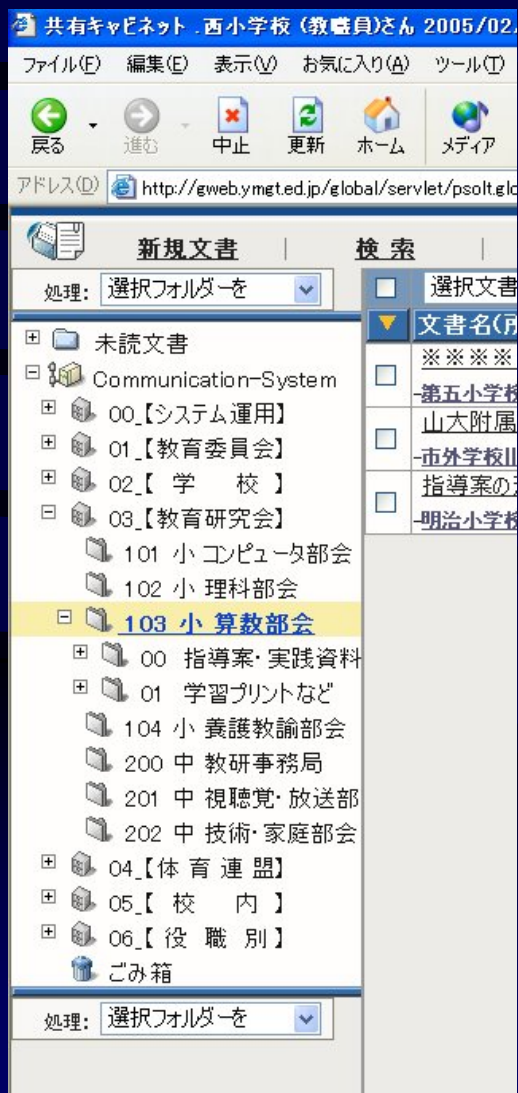 共有キャビネット .西小学校 (教職員)さん 2005/02
ファイル(F) 編集(E) 表示(V) お気に入り(A) ツール(T)
戻る 進む 中止 更新 ホーム メディア
アドレス(D) http://gweb.ymgt.ed.jp/global/servlet/psolt.glo
新規文書 | 検索 |
処理: 選択フォルダーを 選択文書
文書名(
未読文書
※※※※
Communication-System
-第五小学校
00_【システム運用】
山大附属
01_【教育委員会】
-市外学校
02_【 学 校 】
指導案の
03_【教育研究会】
-明治小学校
101 小 コンピュータ部会
102 小 理科部会
103 小 算数部会
00 指導案・実践資料
01 学習プリントなど
104 小 養護教諭部会
200 中 教研事務局
201 中 視聴覚・放送部
202 中 技術・家庭部会
04_【体 育 連 盟】
05_【 校 内 】
06_【 役 職 別 】
ごみ箱
処理: 選択フォルダーを